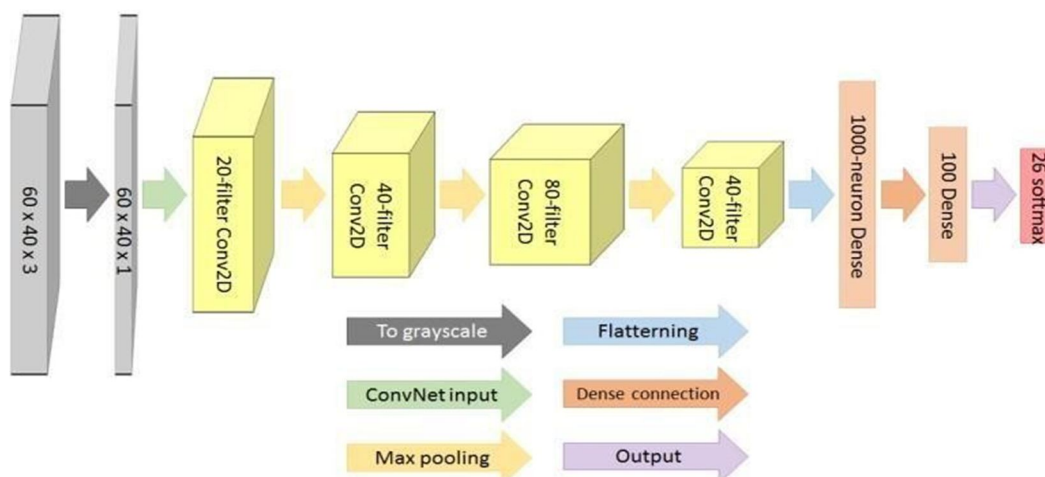 60 x 40 x 3
60 x 40 x 1
20-filter Conv2D
40-filter
Conv2D
80-filter
Conv2D
40-filter
Conv2D
1000-neuron Dense
100 Dense
26 softmax
To grayscale
Flatterning
ConvNet input
Dense connection
Max pooling
Output